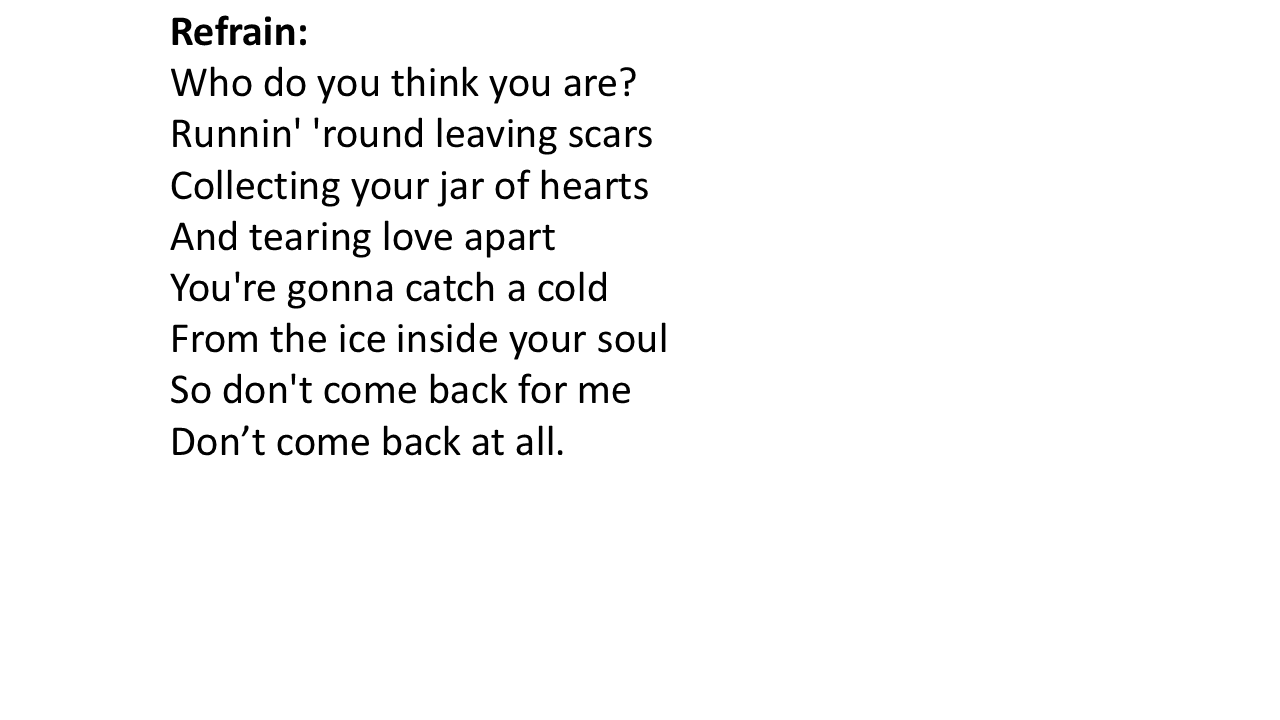 Refrain:
Who do you think you are?
Runnin' 'round leaving scars
Collecting your jar of hearts
And tearing love apart
You're gonna catch a cold
From the ice inside your soul
So don't come back for me
Don’t come back at all.